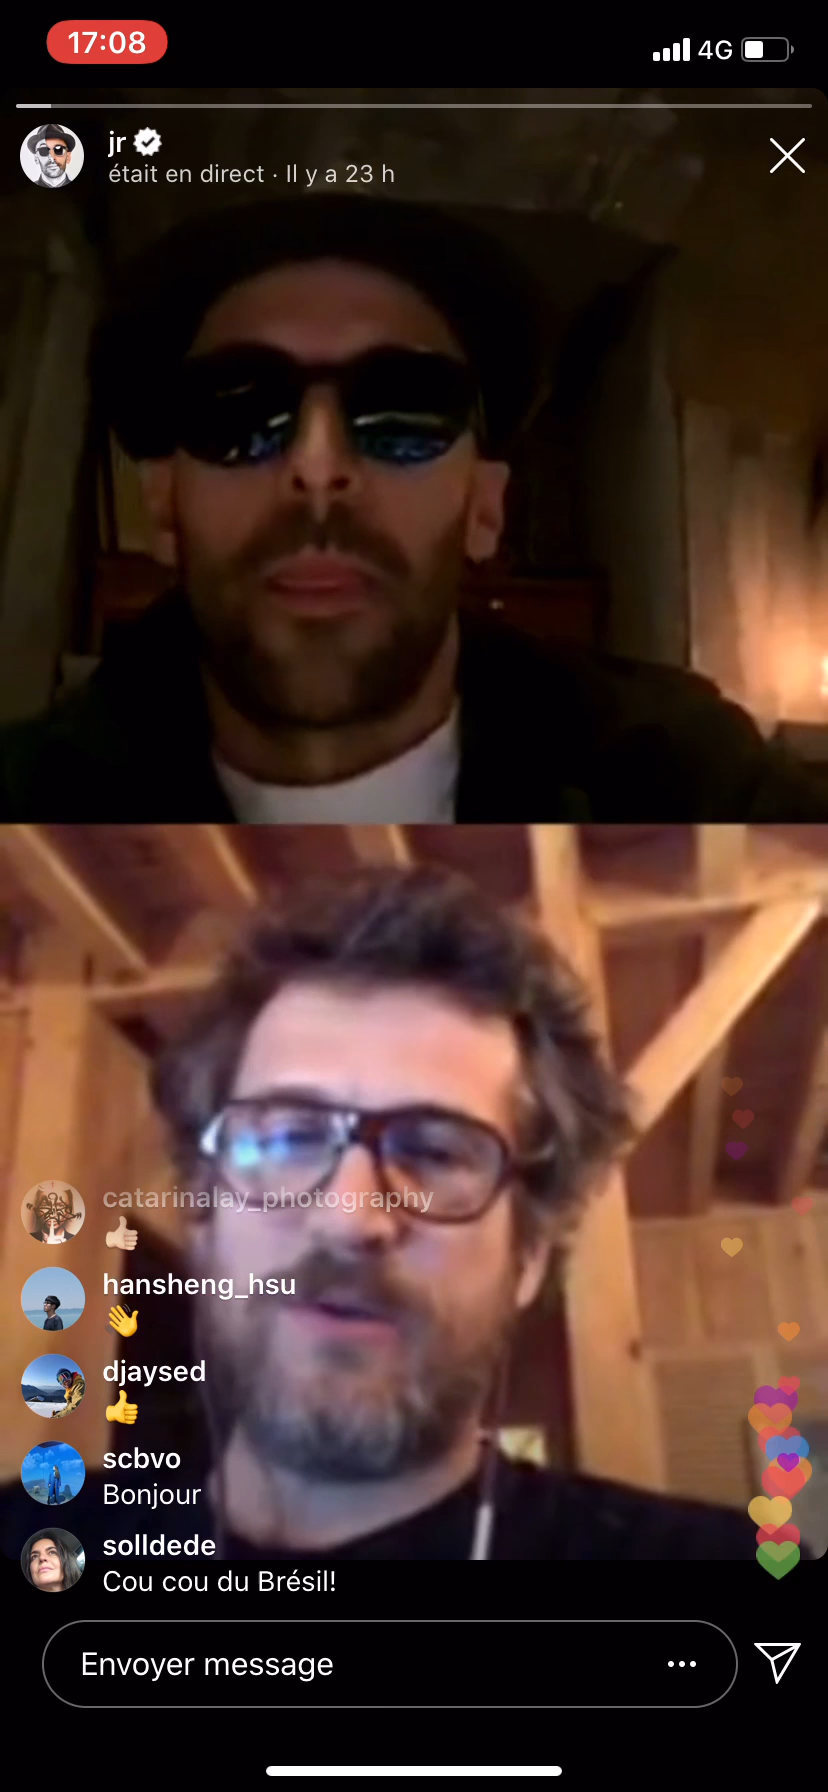 17:08
4G
jr
était en direct · Il y a 23 h
catarinalay_photography
hansheng_hsu
djaysed
scbvo
Bonjour
solldede
Cou cou du Brésil!
Envoyer message